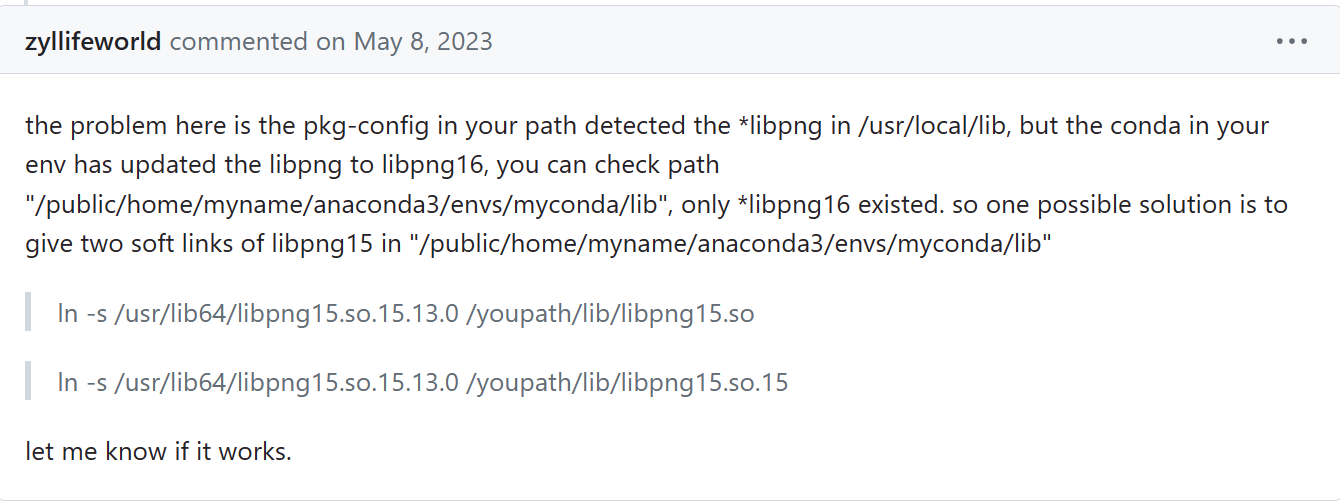 zyllifeworld commented on May 8, 2023
the problem here is the pkg-config in your path detected the *libpng in /usr/local/lib, but the conda in your
env has updated the libpng to libpng16, you can check path
"/public/home/myname/anaconda3/envs/myconda/lib", only *libpng16 existed. so one possible solution is to
give two soft links of libpng15 in "/public/home/myname/anaconda3/envs/myconda/lib"
ln -s /usr/lib64/libpng15.so.15.13.0 /youpath/lib/libpng15.so
ln -s /usr/lib64/libpng15.so.15.13.0 /youpath/lib/libpng15.so.15
let me know if it works.